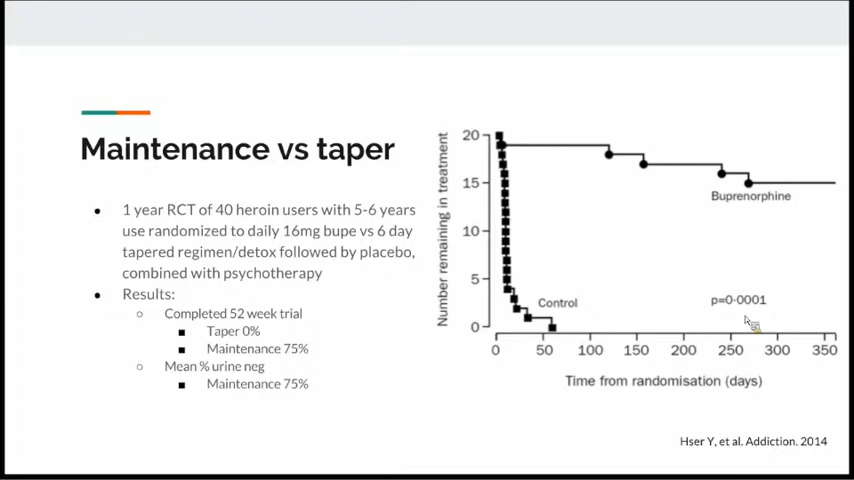 Maintenance vs taper
● 1 year RCT of 40 heroin users with 5-6 years
use randomized to daily 16mg bupe vs 6 day
tapered regimen/detox followed by placebo,
combined with psychotherapy
● Results:
○ Completed 52 week trial
■ Taper 0%
■ Maintenance 75%
○ Mean % urine neg
■ Maintenance 75%
Number remaining in treatment
20
15
10
5
0
Buprenorphine
Control
p=0·0001
0 50 100 150 200 250 300 350
Time from randomisation (days)
Hser Y, et al. Addiction. 2014